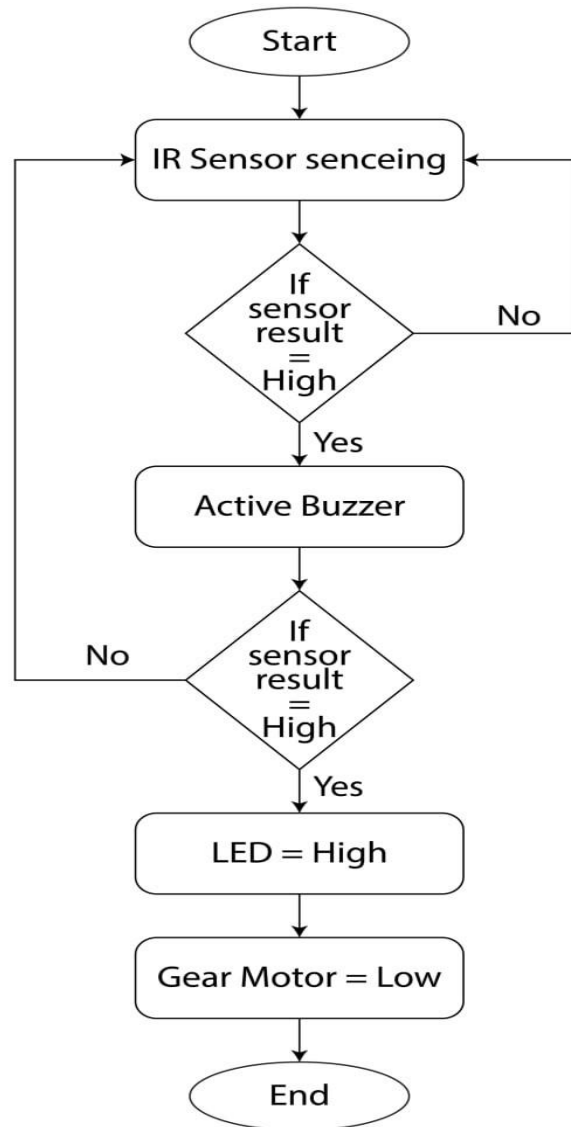 Start
IR Sensor senceing
If
sensor
result
=
High
No
Yes
Active Buzzer
If
sensor
result
=
High
No
Yes
LED = High
Gear Motor = Low
End